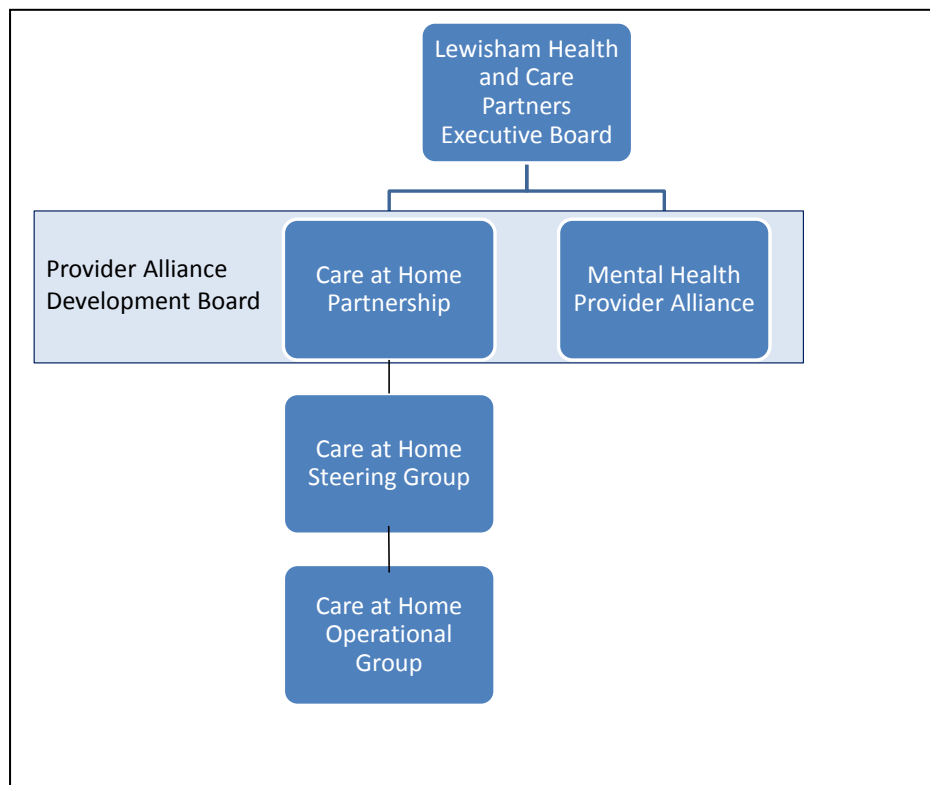 Lewisham Health
and Care
Partners
Executive Board
Provider Alliance
Development Board
Care at Home
Partnership
Mental Health
Provider Alliance
Care at Home
Steering Group
Care at Home
Operational
Group